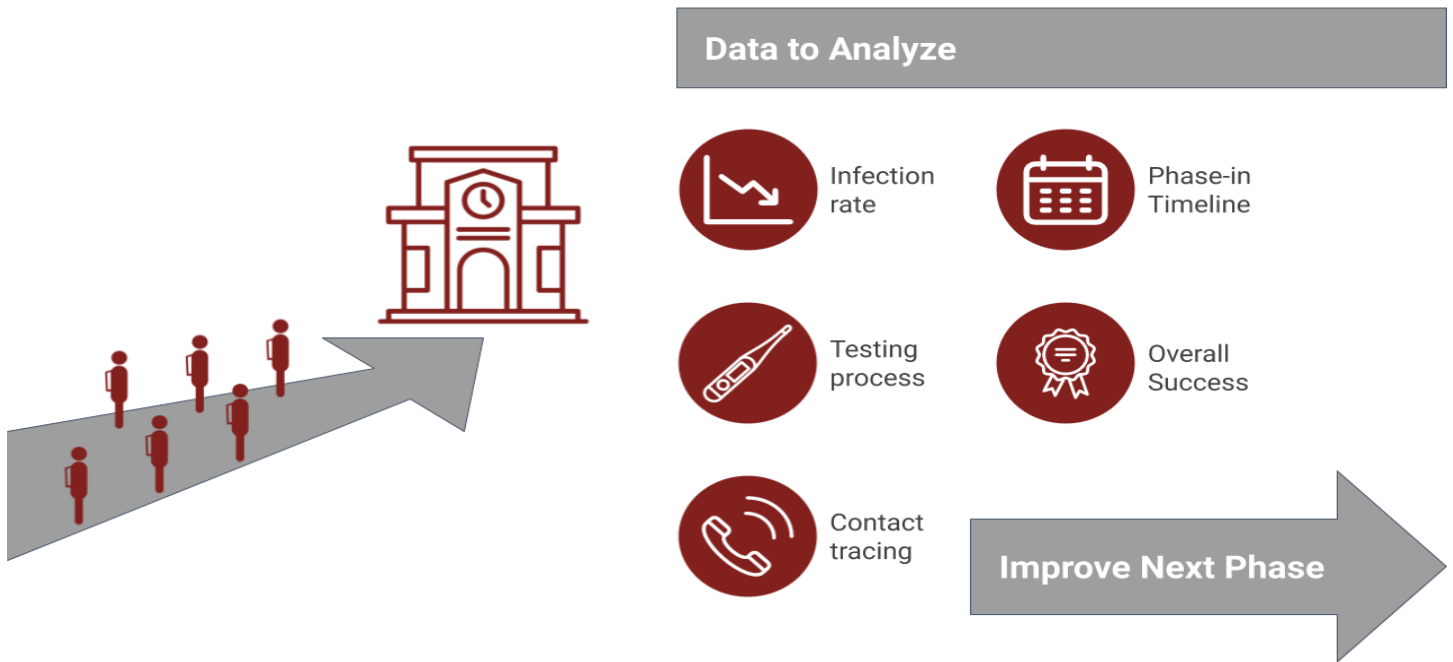 Data to Analyze
Infection
rate
Phase-in
Timeline
Testing
process
Overall
Success
Contact
tracing
Improve Next Phase